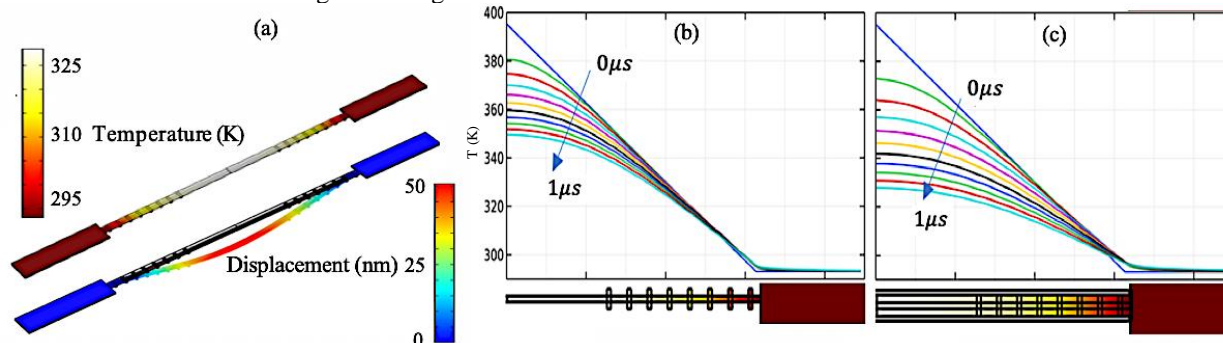 (a)
325
310
295
Temperature (K)
50
25
0
Displacement (nm)
(b)
400
380
360
340
320
300
T (K)
0μs
1μs
(c)
0μs
1μs